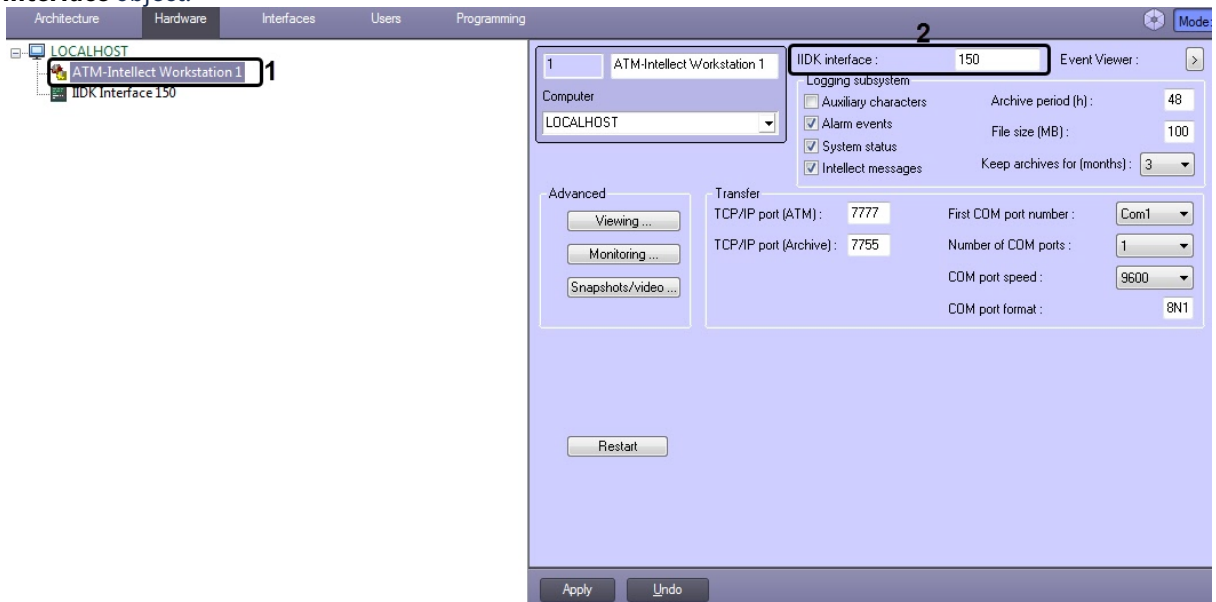 Interface object.
Architecture Hardware Interfaces Users Programming Mode:
LOCALHOST
ATM-Intellect Workstation 1 1
IIDK Interface 150
2
1 ATM-Intellect Workstation 1
Computer
LOCALHOST
IIDK interface : 150 Event Viewer : >
Logging subsystem
Auxiliary characters Archive period (h) : 48
Alarm events File size (MB) : 100
System status
Intellect messages Keep archives for (months) : 3
Advanced
Viewing ...
Monitoring ...
Snapshots/video ...
Transfer
TCP/IP port (ATM) : 7777 First COM port number : Com1
TCP/IP port (Archive) : 7755 Number of COM ports : 1
COM port speed : 9600
COM port format : 8N1
Restart
Apply Undo